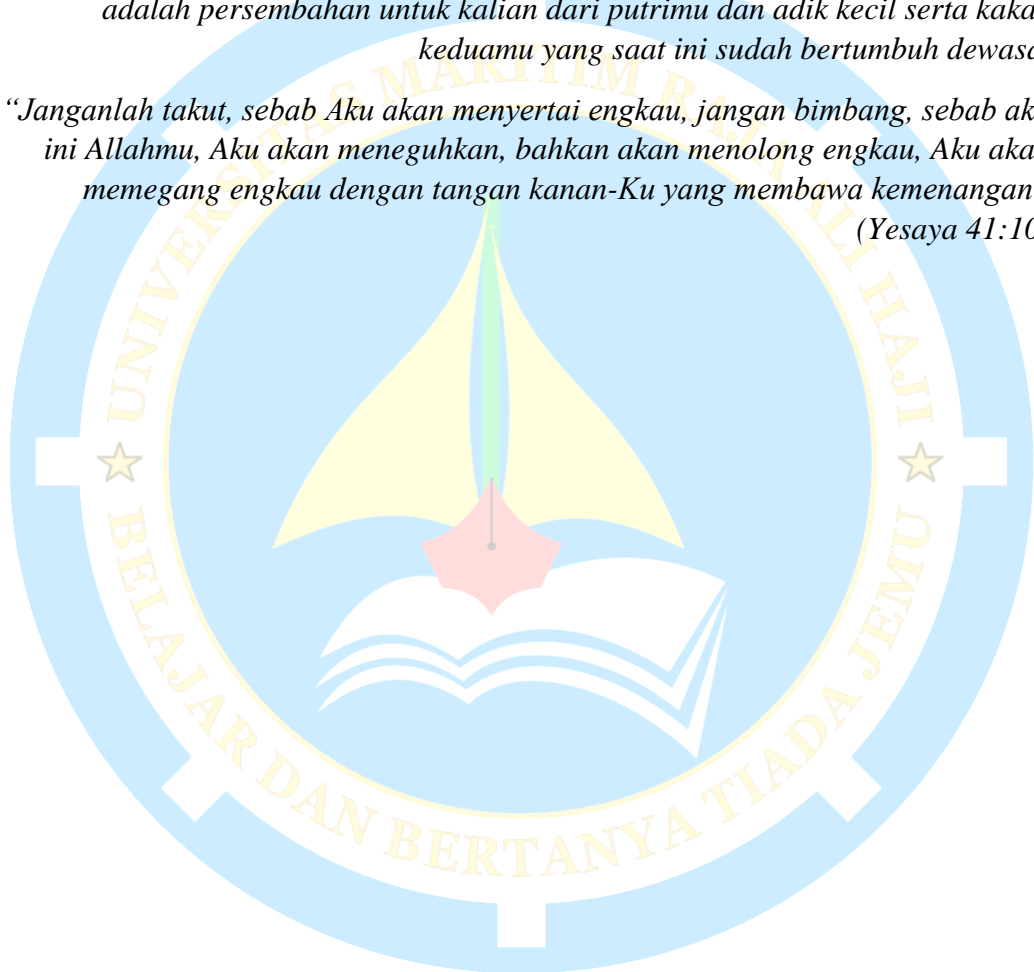 adalah persembahan untuk kalian dari putrimu dan adik kecil serta kaka
keduamu yang saat ini sudah bertumbuh dewasa
“Janganlah takut, sebab Aku akan menyertai engkau, jangan bimbang, sebab ak
ini Allahmu, Aku akan meneguhkan, bahkan akan menolong engkau, Aku aka
memegang engkau dengan tangan kanan-Ku yang membawa kemenangan
(Yesaya 41:10
UNIVERSITAS MARITIM RAJA ALI HAJI
BELAJAR DAN BERTANYA TIADA JEMU